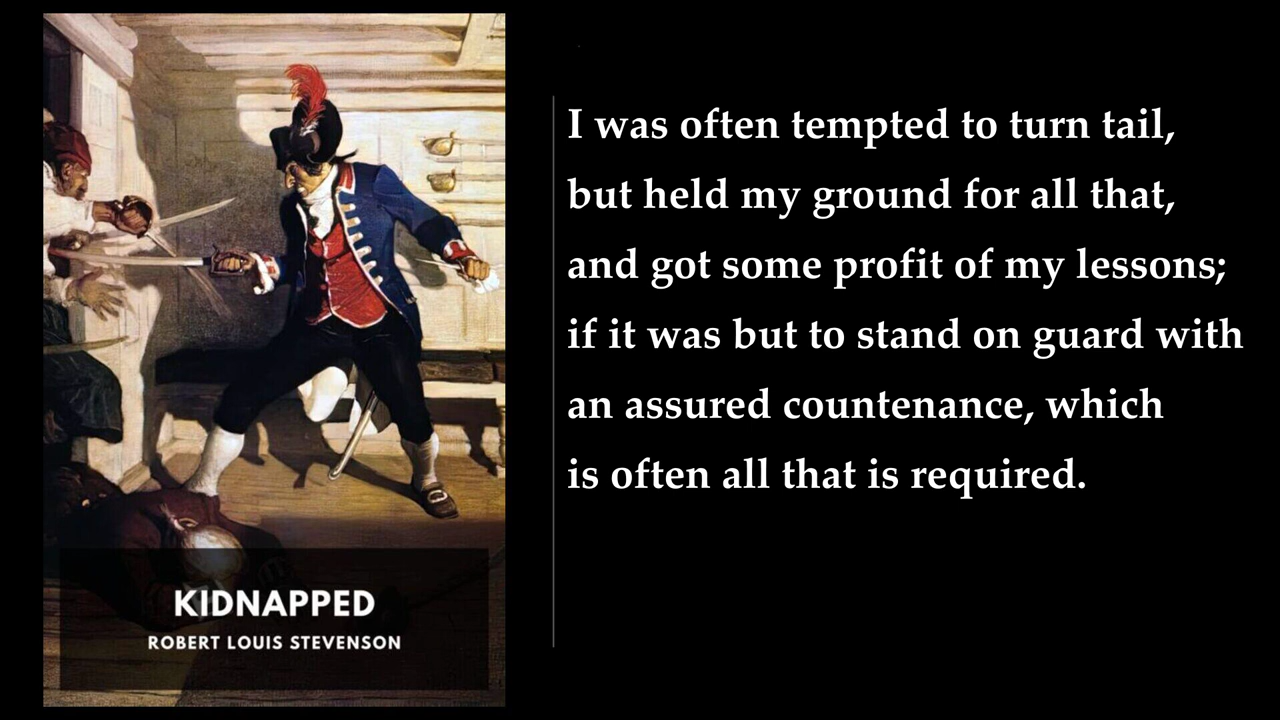 I was often tempted to turn tail,
but held my ground for all that,
and got some profit of my lessons;
if it was but to stand on guard with
an assured countenance, which
is often all that is required.
KIDNAPPED
ROBERT LOUIS STEVENSON